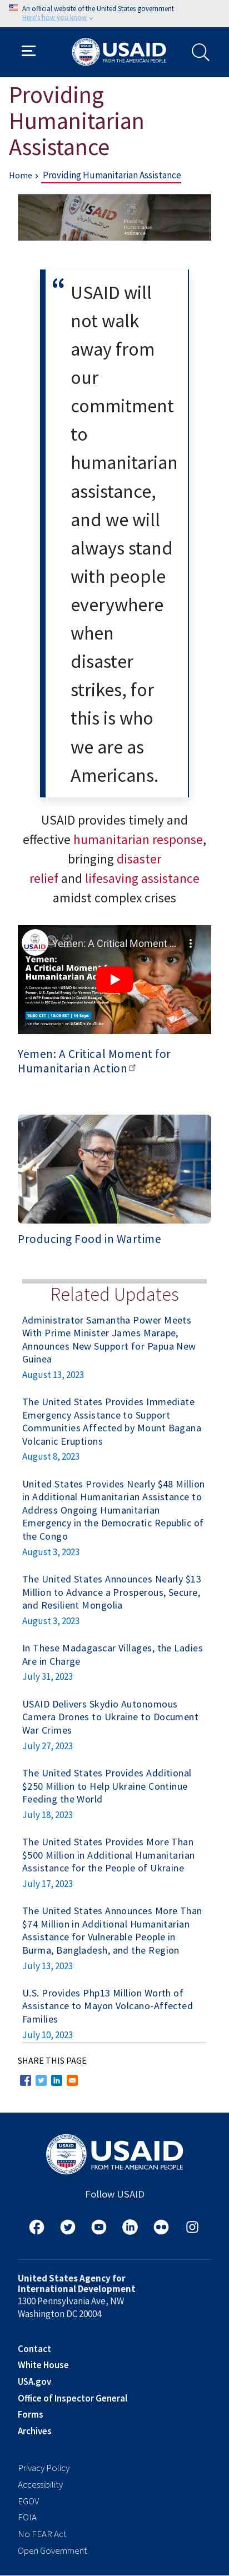 An official website of the United States government
Here's how you know
USAID
FROM THE AMERICAN PEOPLE
Providing
Humanitarian
Assistance
Home › Providing Humanitarian Assistance
USAID
Providing
Humanitarian
Assistance
“ USAID will
not walk
away from
our
commitment
to
humanitarian
assistance,
and we will
always stand
with people
everywhere
when
disaster
strikes, for
this is who
we are as
Americans.
USAID provides timely and
effective humanitarian response,
bringing disaster
relief and lifesaving assistance
amidst complex crises
Yemen: A Critical Moment ...
Yemen: A Critical Moment for
Humanitarian Action
Yemen: A Critical Moment for
Humanitarian Action
Producing Food in Wartime
Related Updates
Administrator Samantha Power Meets
With Prime Minister James Marape,
Announces New Support for Papua New
Guinea
August 13, 2023
The United States Provides Immediate
Emergency Assistance to Support
Communities Affected by Mount Bagana
Volcanic Eruptions
August 8, 2023
United States Provides Nearly $48 Million
in Additional Humanitarian Assistance to
Address Ongoing Humanitarian
Emergency in the Democratic Republic of
the Congo
August 3, 2023
The United States Announces Nearly $13
Million to Advance a Prosperous, Secure,
and Resilient Mongolia
August 3, 2023
In These Madagascar Villages, the Ladies
Are in Charge
July 31, 2023
USAID Delivers Skydio Autonomous
Camera Drones to Ukraine to Document
War Crimes
July 27, 2023
The United States Provides Additional
$250 Million to Help Ukraine Continue
Feeding the World
July 18, 2023
The United States Provides More Than
$500 Million in Additional Humanitarian
Assistance for the People of Ukraine
July 17, 2023
The United States Announces More Than
$74 Million in Additional Humanitarian
Assistance for Vulnerable People in
Burma, Bangladesh, and the Region
July 13, 2023
U.S. Provides Php13 Million Worth of
Assistance to Mayon Volcano-Affected
Families
July 10, 2023
SHARE THIS PAGE
USAID
FROM THE AMERICAN PEOPLE
Follow USAID
United States Agency for
International Development
1300 Pennsylvania Ave, NW
Washington DC 20004
Contact
White House
USA.gov
Office of Inspector General
Forms
Archives
Privacy Policy
Accessibility
EGOV
FOIA
No FEAR Act
Open Government